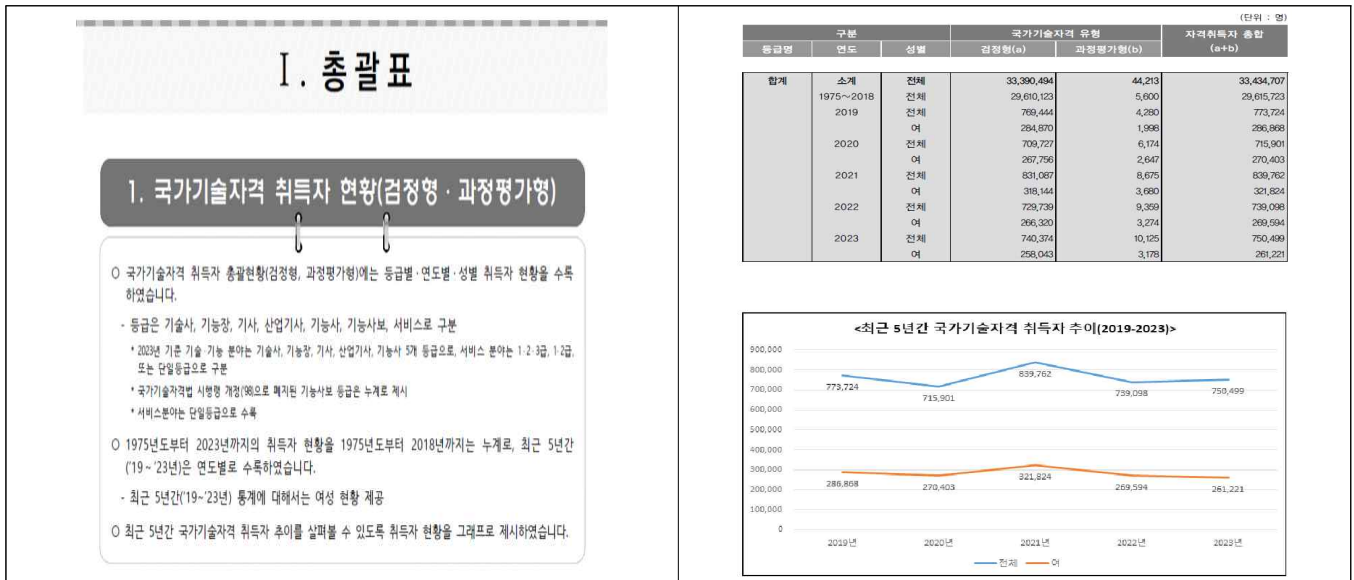 Ⅰ. 총괄표
1. 국가기술자격 취득자 현황(검정형 · 과정평가형)
○ 국가기술자격 취득자 총괄현황(검정형, 과정평가형)에는 등급별·연도별·성별 취득자 현황을 수록
하였습니다.
- 등급은 기술사, 기능장, 기사, 산업기사, 기능사, 기능사보, 서비스로 구분
* 2023년 기준 기술·기능 분야는 기술사, 기능장, 기사, 산업기사, 기능사 5개 등급으로, 서비스 분야는 1·2·3급, 1·2급,
또는 단일등급으로 구분
* 국가기술자격법 시행령 개정('98)으로 폐지된 기능사보 등급은 누계로 제시
* 서비스분야는 단일등급으로 수록
○ 1975년도부터 2023년까지의 취득자 현황을 1975년도부터 2018년까지는 누계로, 최근 5년간
('19~'23년)은 연도별로 수록하였습니다.
- 최근 5년간('19~'23년) 통계에 대해서는 여성 현황 제공
○ 최근 5년간 국가기술자격 취득자 추이를 살펴볼 수 있도록 취득자 현황을 그래프로 제시하였습니다.
(단위 : 명)
구분 국가기술자격 유형 자격취득자 총합
등급명 연도 성별 검정형(a) 과정평가형(b) (a+b)
합계 소계 전체 33,390,494 44,213 33,434,707
1975~2018 전체 29,610,123 5,600 29,615,723
2019 전체 769,444 4,280 773,724
여 284,870 1,998 286,868
2020 전체 709,727 6,174 715,901
여 267,756 2,647 270,403
2021 전체 831,087 8,675 839,762
여 318,144 3,680 321,824
2022 전체 729,739 9,359 739,098
여 266,320 3,274 269,594
2023 전체 740,374 10,125 750,499
여 258,043 3,178 261,221
<최근 5년간 국가기술자격 취득자 추이(2019-2023)>
900,000
800,000
700,000
600,000
500,000
400,000
300,000
200,000
100,000
0
773,724 715,901 839,762 739,098 750,499
286,868 270,403 321,824 269,594 261,221
2019년 2020년 2021년 2022년 2023년
전체 여